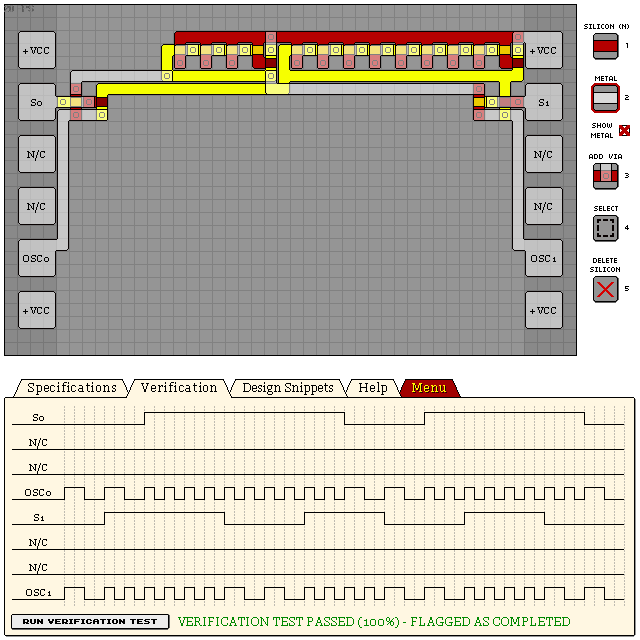 +VCC
So
N/C
N/C
OSCo
+VCC
+VCC
S1
N/C
N/C
OSC1
+VCC
SILICON (N)
1
METAL
2
SHOW
METAL
ADD VIA
3
SELECT
4
DELETE
SILICON
5
Specifications
Verification
Design Snippets
Help
Menu
So
N/C
N/C
OSCo
S1
N/C
N/C
OSC1
RUN VERIFICATION TEST
VERIFICATION TEST PASSED (100%) - FLAGGED AS COMPLETED